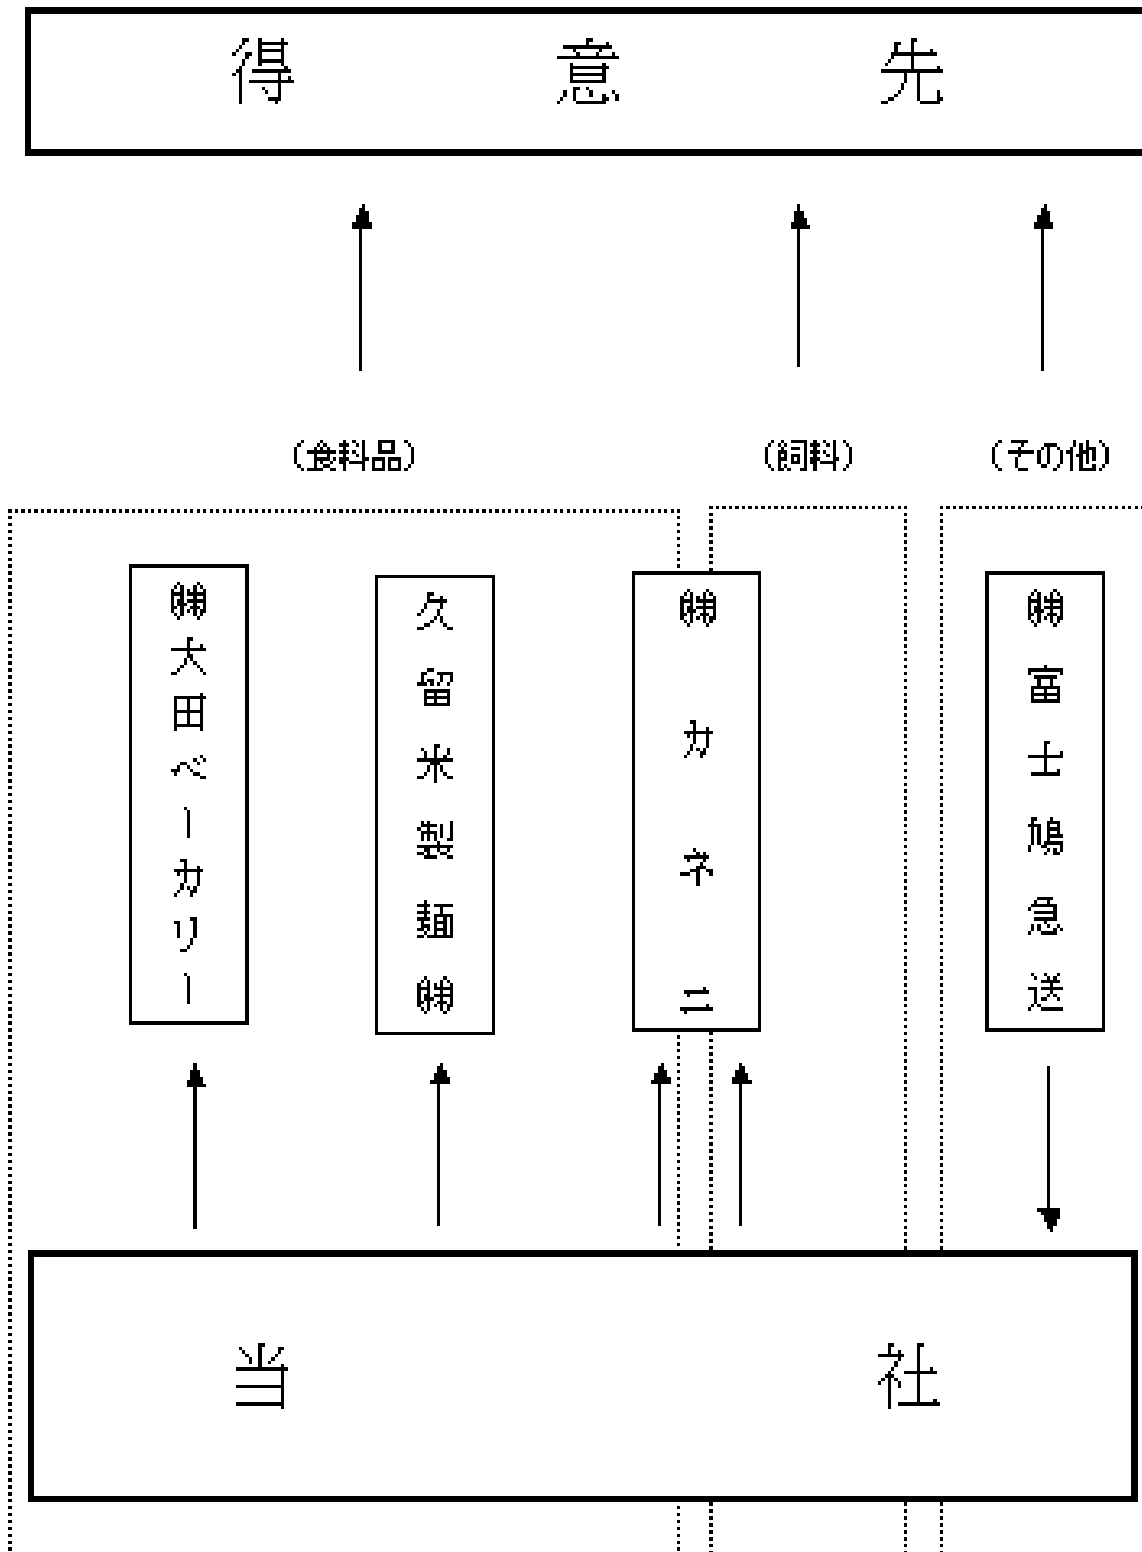 得意先
(食料品)
(飼料)
(その他)
㈱大田ベーカリー
久留米製麺㈱
㈱カネニ
㈱富士鳩急送
当社